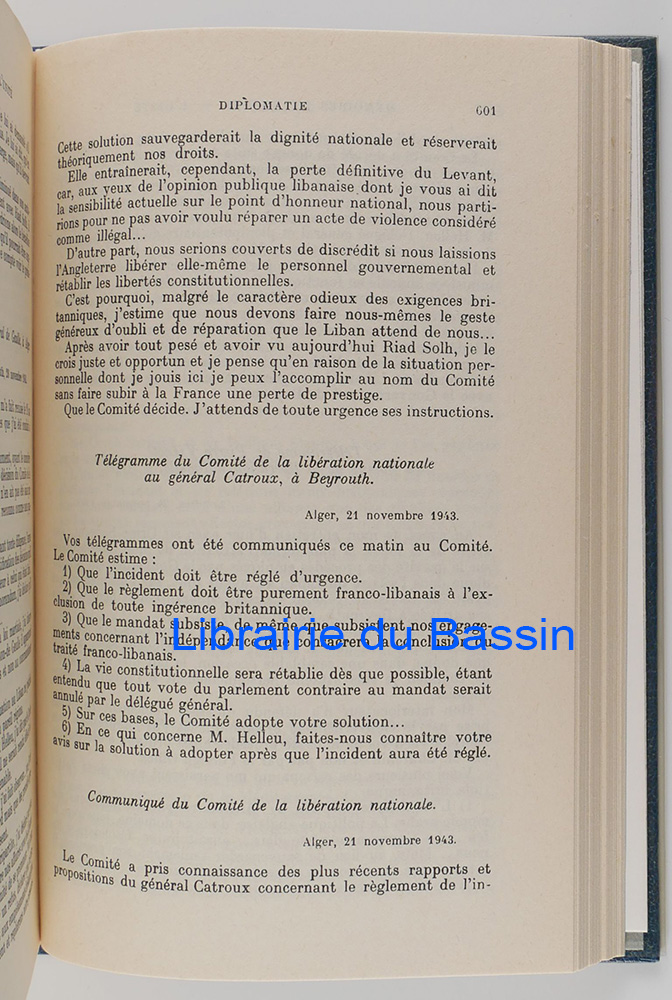 DIPLOMATIE
601
Cette solution sauvegarderait la dignité nationale et réserverait
théoriquement nos droits.
Elle entraînerait, cependant, la perte définitive du Levant,
car, aux yeux de l'opinion publique libanaise dont je vous ai dit
la sensibilité actuelle sur le point d'honneur national, nous parti-
rions pour ne pas avoir voulu réparer un acte de violence considéré
comme illégal...
D'autre part, nous serions couverts de discrédit si nous laissions
l'Angleterre libérer elle-même le personnel gouvernemental et
rétablir les libertés constitutionnelles.
C'est pourquoi, malgré le caractère odieux des exigences bri-
tanniques, j'estime que nous devons faire nous-mêmes le geste
généreux d'oubli et de réparation que le Liban attend de nous...
Après avoir tout pesé et avoir vu aujourd'hui Riad Solh, je le
crois juste et opportun et je pense qu'en raison de la situation per-
sonnelle dont je jouis ici je peux l'accomplir au nom du Comité
sans faire subir à la France une perte de prestige.
Que le Comité décide. J'attends de toute urgence ses instructions.
Télégramme du Comité de la libération nationale
au général Catroux, à Beyrouth.
Alger, 21 novembre 1943.
Vos télégrammes ont été communiqués ce matin au Comité.
Le Comité estime :
1) Que l'incident doit être réglé d'urgence.
2) Que le règlement doit être purement franco-libanais à l'ex-
clusion de toute ingérence britannique.
3) Que le mandat subsiste, de même que subsistent nos engage-
ments concernant l'indépendance que consacrera la conclusion du
traité franco-libanais.
Librairie du Bassin
4) La vie constitutionnelle sera rétablie dès que possible, étant
entendu que tout vote du parlement contraire au mandat serait
annulé par le délégué général.
5) Sur ces bases, le Comité adopte votre solution...
6) En ce qui concerne M. Helleu, faites-nous connaître votre
avis sur la solution à adopter après que l'incident aura été réglé.
Communiqué du Comité de la libération nationale.
Alger, 21 novembre 1943.
Le Comité a pris connaissance des plus récents rapports et
propositions du général Catroux concernant le règlement de l'in-